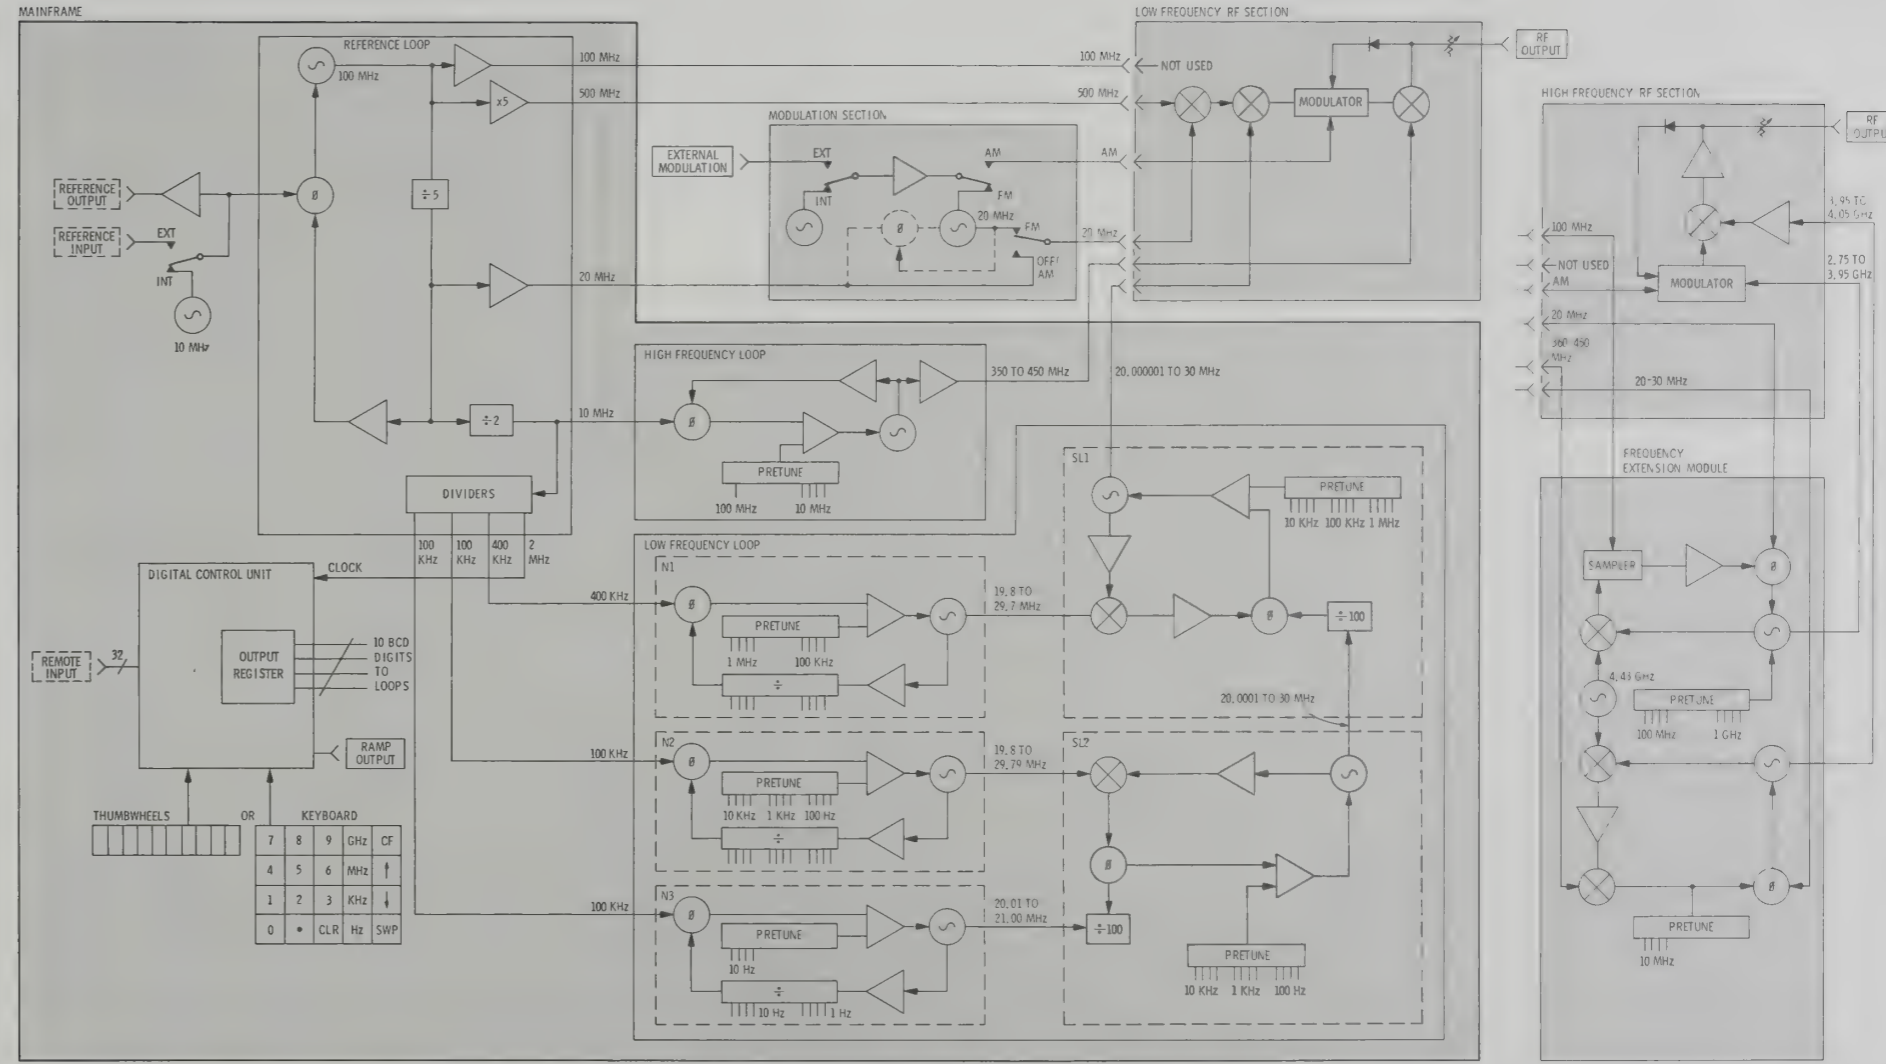 MAINFRAME
REFERENCE LOOP
100 MHz
x5
÷5
÷2
∅
REFERENCE
OUTPUT
REFERENCE
INPUT
EXT
INT
10 MHz
100 MHz
500 MHz
20 MHz
10 MHz
DIVIDERS
100
KHz
100
KHz
400
KHz
2
MHz
MODULATION SECTION
EXTERNAL
MODULATION
EXT
INT
AM
FM
∅
20 MHz
FM
OFF/
AM
LOW FREQUENCY RF SECTION
100 MHz
NOT USED
500 MHz
MODULATOR
AM
20 MHz
RF
OUTPUT
HIGH FREQUENCY LOOP
∅
PRETUNE
100 MHz
10 MHz
350 TO 450 MHz
20.000001 TO 30 MHz
DIGITAL CONTROL UNIT
CLOCK
OUTPUT
REGISTER
10 BCD
DIGITS
TO
LOOPS
REMOTE
INPUT
32
RAMP
OUTPUT
THUMBWHEELS
OR
KEYBOARD
7 8 9 GHz CF
4 5 6 MHz ↑
1 2 3 KHz ↓
0 • CLR Hz SWP
LOW FREQUENCY LOOP
N1
400 KHz
∅
PRETUNE
1 MHz
100 KHz
÷
19.8 TO
29.7 MHz
N2
100 KHz
∅
PRETUNE
10 KHz
1 KHz
100 Hz
÷
19.8 TO
29.79 MHz
N3
100 KHz
∅
PRETUNE
10 Hz
÷
10 Hz
1 Hz
20.01 TO
21.00 MHz
SL1
PRETUNE
10 KHz
100 KHz
1 MHz
∅
÷100
20.0001 TO 30 MHz
SL2
∅
÷100
PRETUNE
10 KHz
1 KHz
100 Hz
HIGH FREQUENCY RF SECTION
RF
OUTPU
3.95 TO
4.05 GHz
100 MHz
NOT USED
AM
MODULATOR
2.75 TO
3.95 GHz
20 MHz
360-450
MHz
20-30 MHz
FREQUENCY
EXTENSION MODULE
SAMPLER
∅
4.43 GHz
PRETUNE
100 MHz
1 GHz
∅
PRETUNE
10 MHz